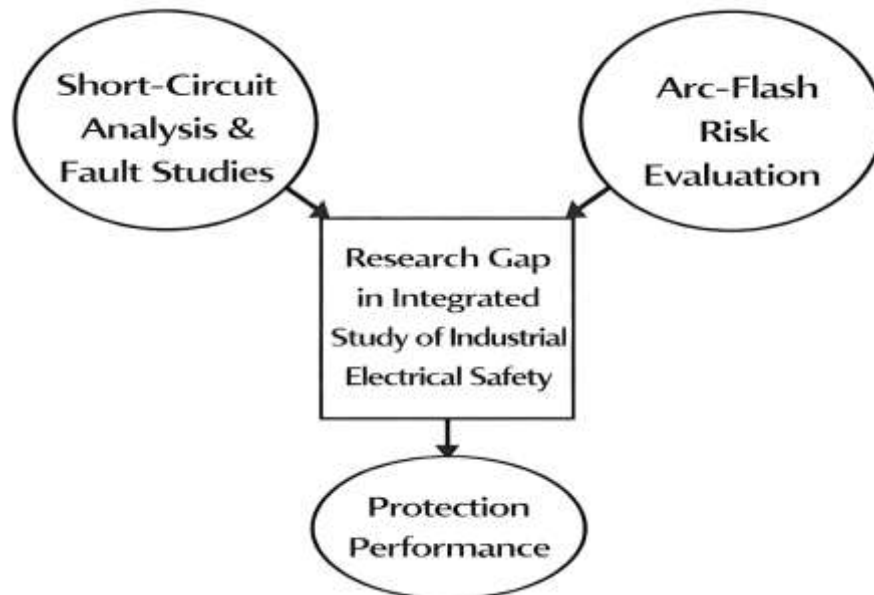 Short-Circuit
Analysis &
Fault Studies
Arc-Flash
Risk
Evaluation
Research Gap
in Integrated
Study of Industrial
Electrical Safety
Protection
Performance